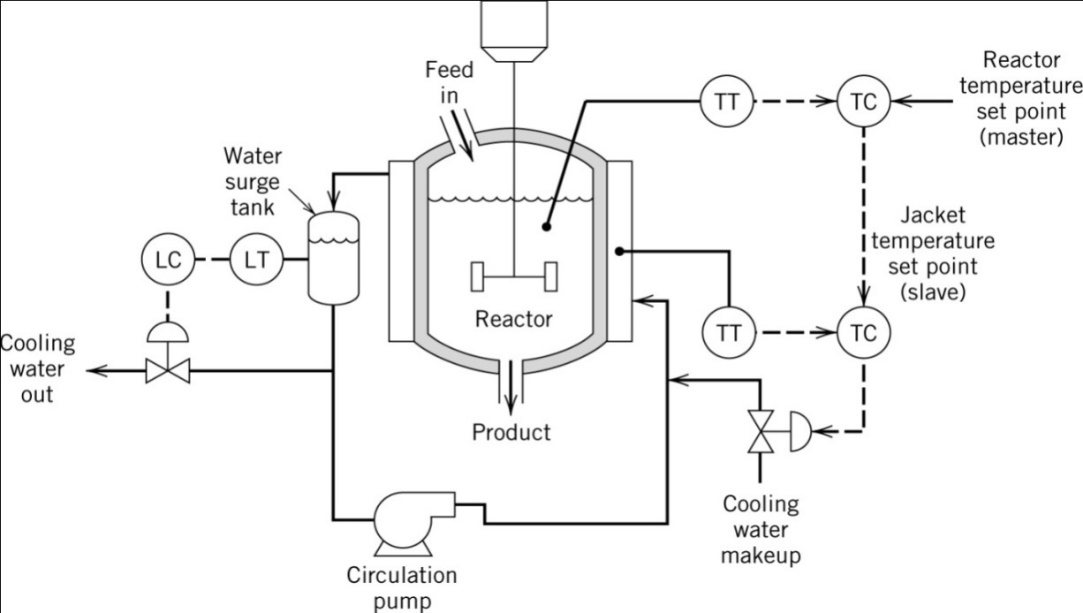 Feed
in
TT
TC
Reactor
temperature
set point
(master)
Water
surge
tank
LC
LT
Jacket
temperature
set point
(slave)
Reactor
TT
TC
Cooling
water
out
Product
Cooling
water
makeup
Circulation
pump